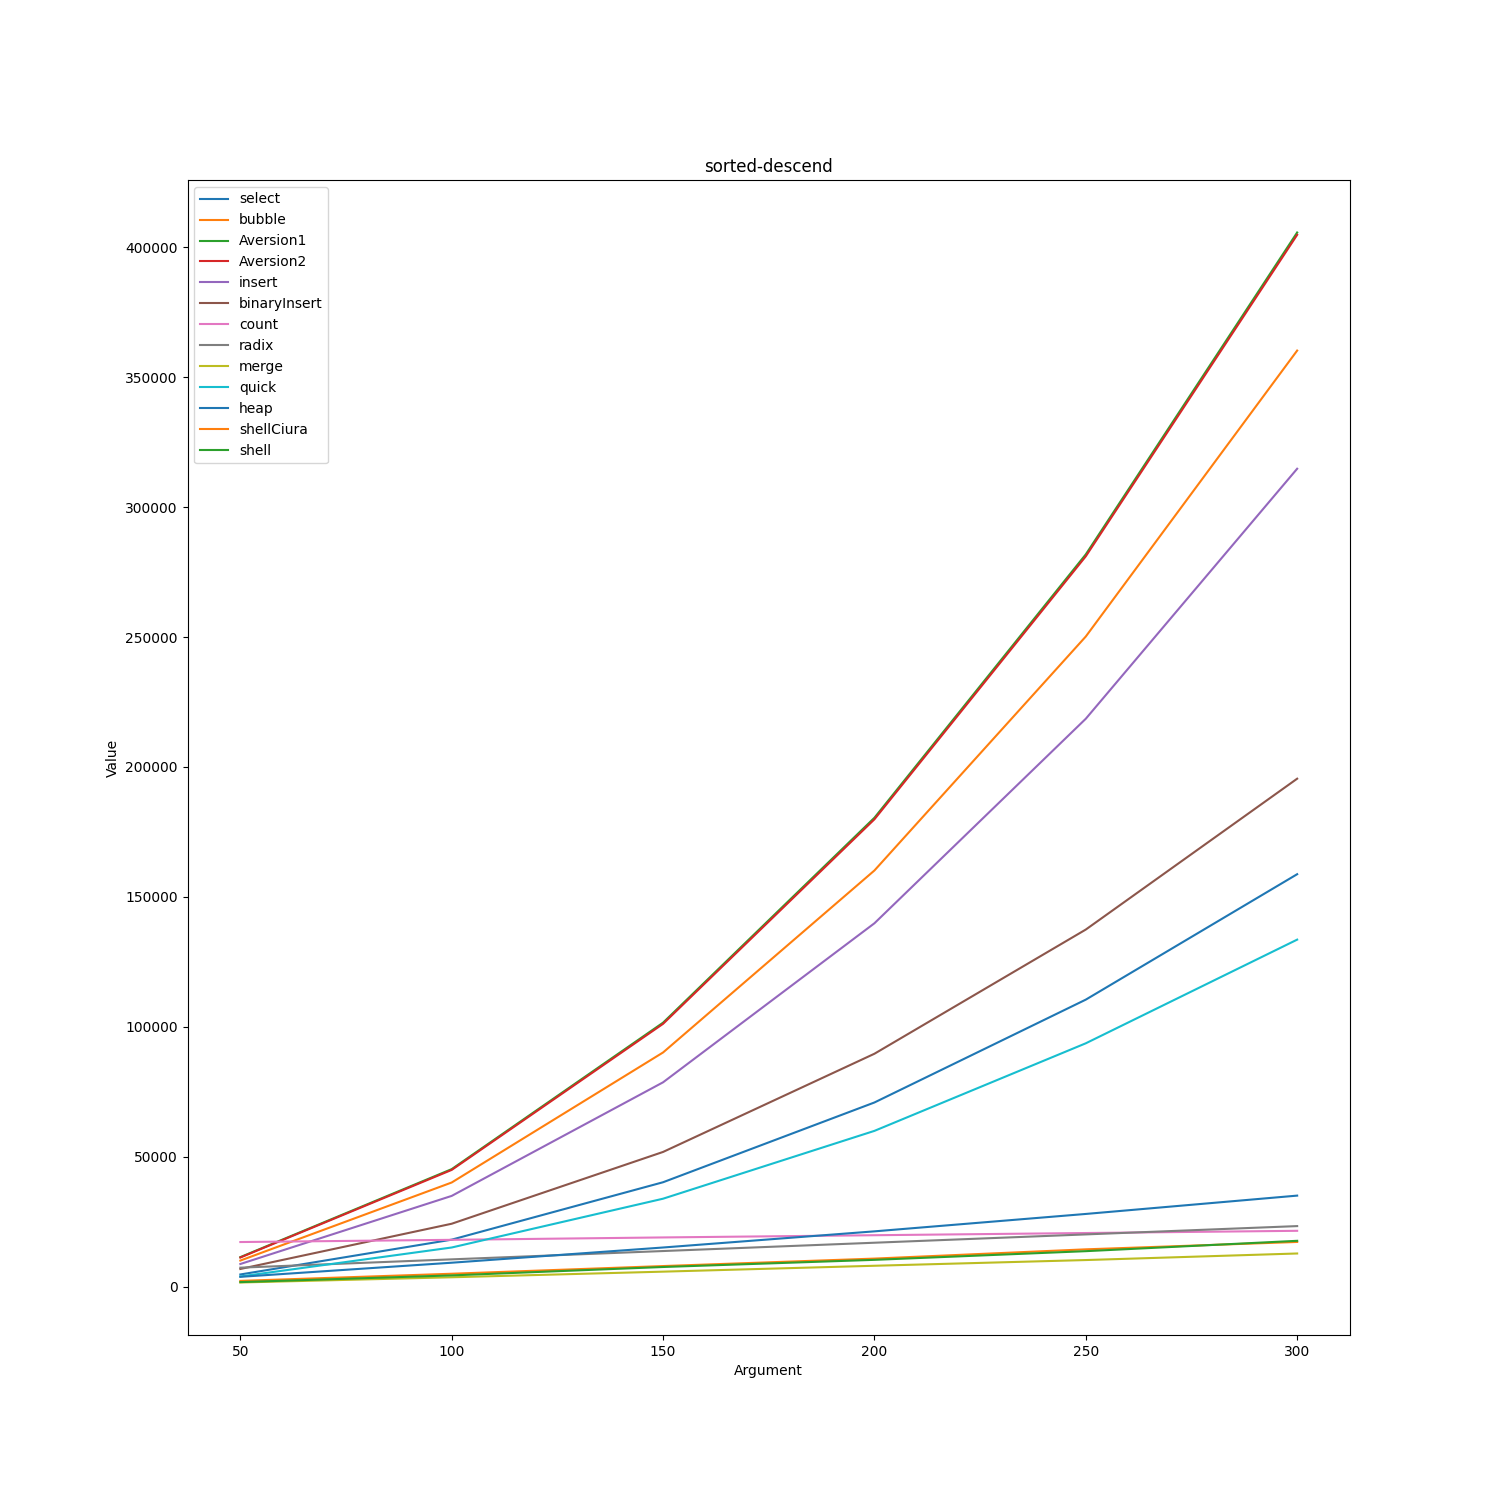 sorted-descend
select
bubble
Aversion1
Aversion2
insert
binaryInsert
count
radix
merge
quick
heap
shellCiura
shell
400000
350000
300000
250000
200000
150000
100000
50000
0
Value
50 100 150 200 250 300
Argument